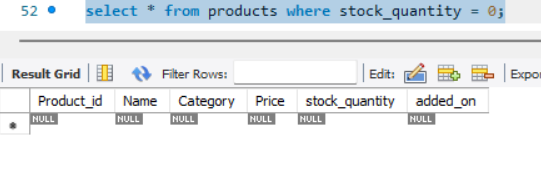 52 select * from products where stock_quantity = 0;
Result Grid Filter Rows: Edit: Expor
Product_id Name Category Price stock_quantity added_on
NULL NULL NULL NULL NULL NULL